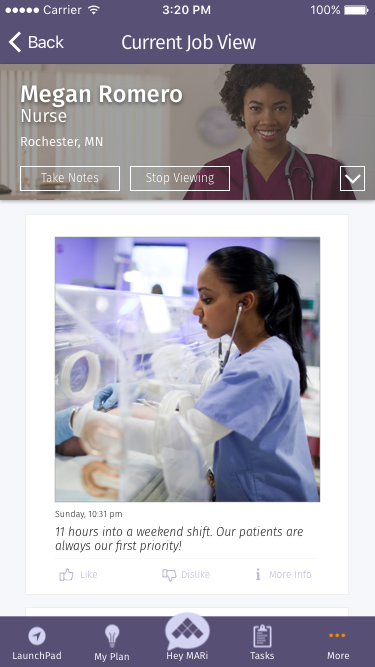 Carrier 3:20 PM 100%
Back Current Job View
Megan Romero
Nurse
Rochester, MN
Take Notes Stop Viewing
Sunday, 10:31 pm
11 hours into a weekend shift. Our patients are
always our first priority!
Like Dislike More Info
LaunchPad My Plan Hey MARi Tasks More